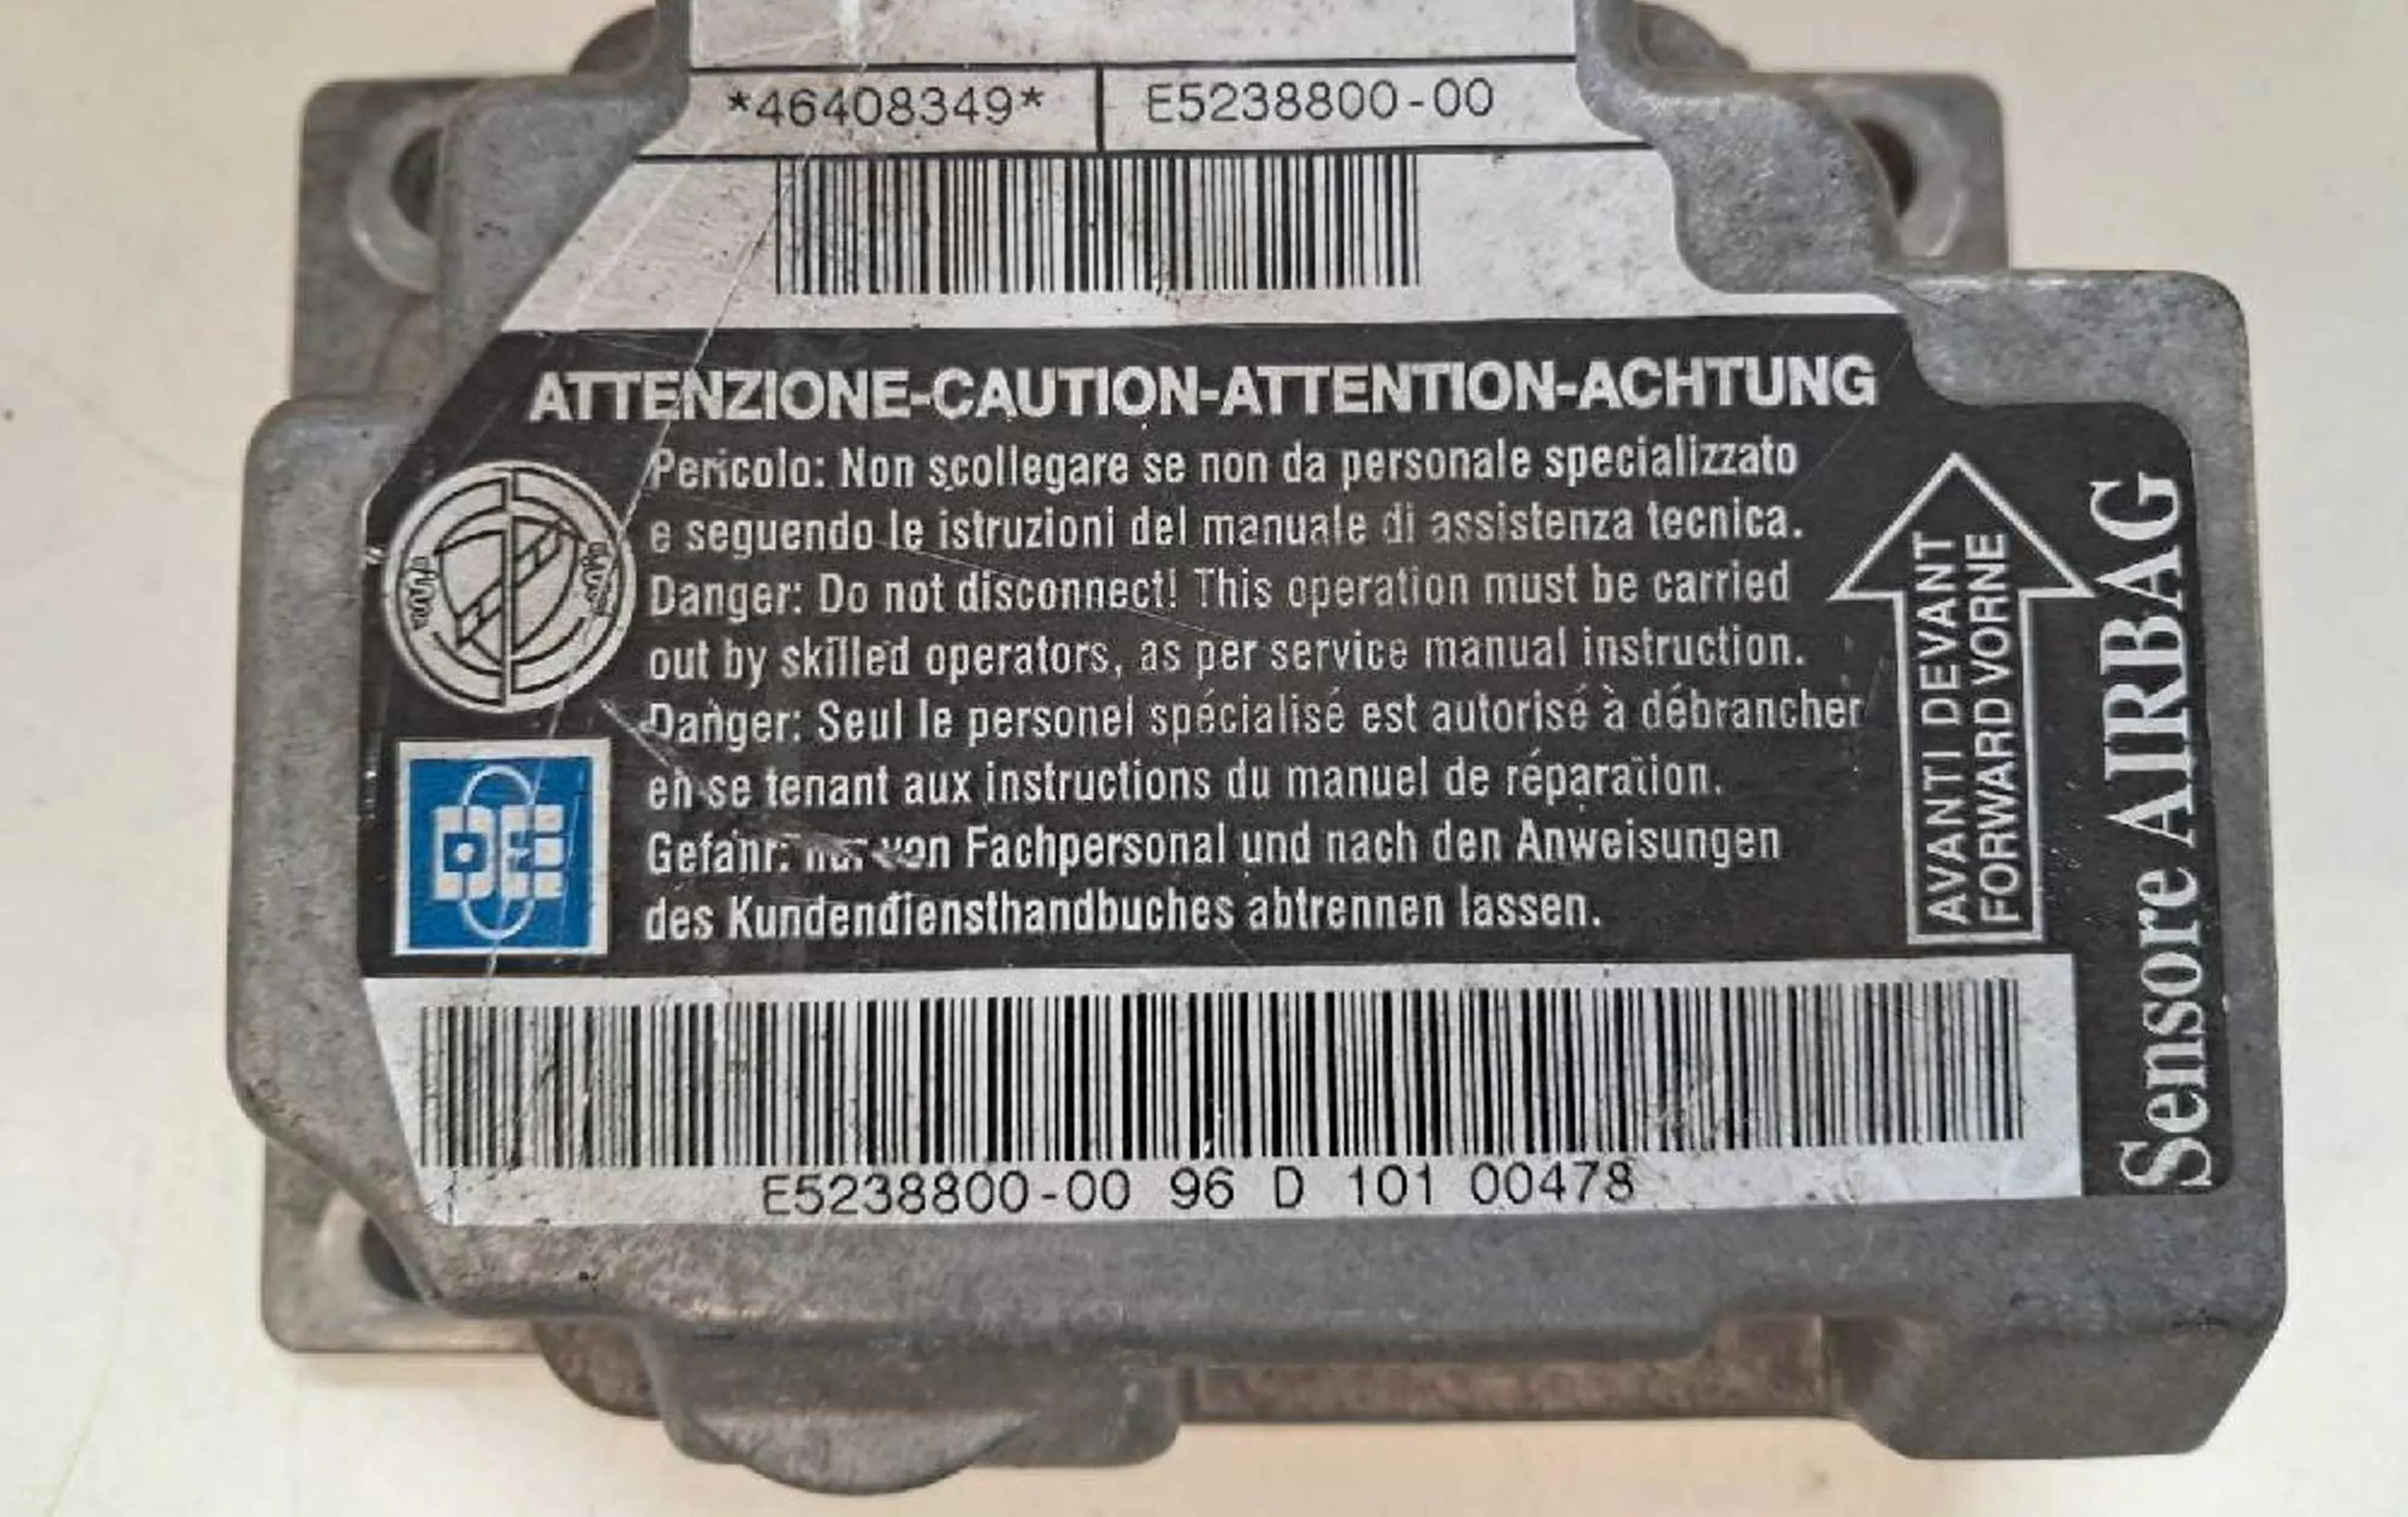 *46408349* E5238800-00
ATTENZIONE-CAUTION-ATTENTION-ACHTUNG
Pericolo: Non scollegare se non da personale specializzato
e seguendo le istruzioni del manuale di assistenza tecnica.
Danger: Do not disconnect! This operation must be carried
out by skilled operators, as per service manual instruction.
Danger: Seul le personel spécialisé est autorisé à débrancher
en se tenant aux instructions du manuel de réparation.
Gefahr: nur von Fachpersonal und nach den Anweisungen
des Kundendiensthandbuches abtrennen lassen.
AVANTI DEVANT
FORWARD VORNE
Sensore AIRBAG
E5238800-00 96 D 101 00478